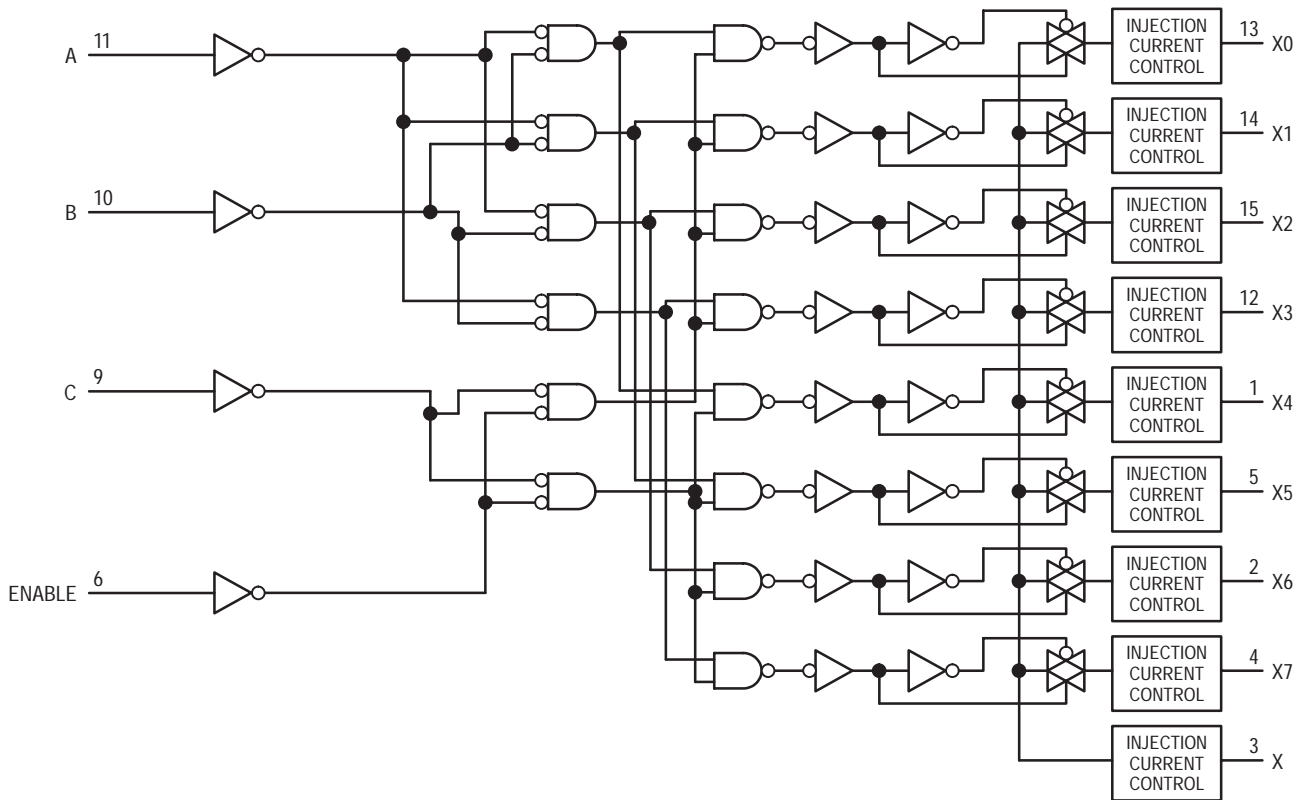 INJECTION
CURRENT
CONTROL
13
X0
11
A
INJECTION
CURRENT
CONTROL
14
X1
10
B
INJECTION
CURRENT
CONTROL
15
X2
INJECTION
CURRENT
CONTROL
12
X3
9
C
INJECTION
CURRENT
CONTROL
1
X4
INJECTION
CURRENT
CONTROL
5
X5
ENABLE
6
INJECTION
CURRENT
CONTROL
2
X6
INJECTION
CURRENT
CONTROL
4
X7
INJECTION
CURRENT
CONTROL
3
X